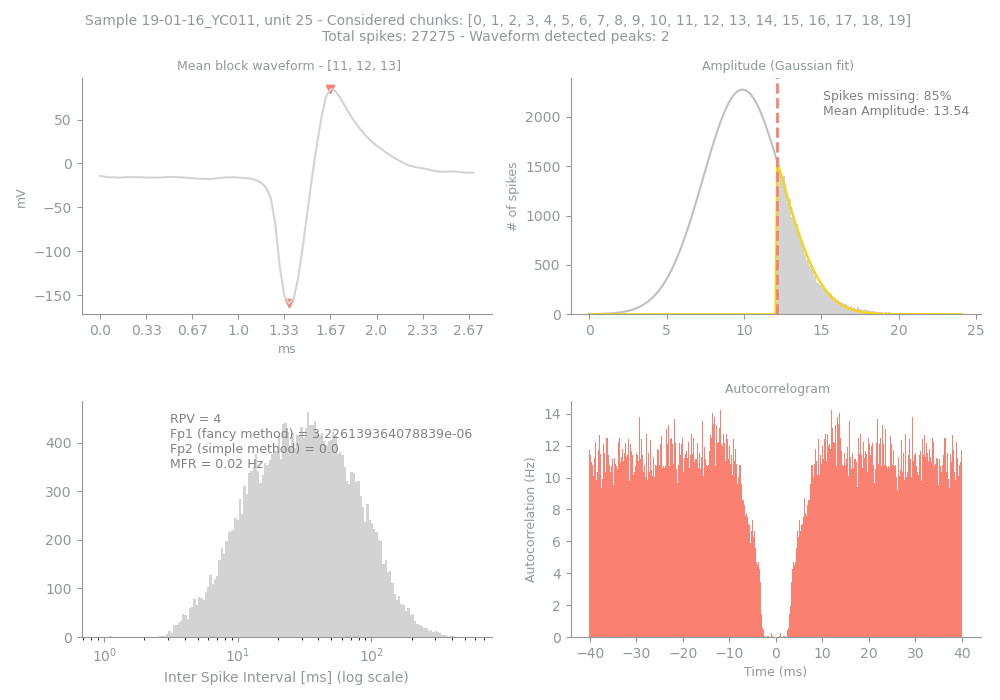 Sample 19-01-16_YC011, unit 25 - Considered chunks: [0, 1, 2, 3, 4, 5, 6, 7, 8, 9, 10, 11, 12, 13, 14, 15, 16, 17, 18, 19]
Total spikes: 27275 - Waveform detected peaks: 2
Mean block waveform - [11, 12, 13]
50
0
−50
−100
−150
mV
0.0 0.33 0.67 1.0 1.33 1.67 2.0 2.33 2.67
ms
Amplitude (Gaussian fit)
Spikes missing: 85%
Mean Amplitude: 13.54
2000
1500
1000
500
0
# of spikes
0 5 10 15 20 25
RPV = 4
Fp1 (fancy method) = 3.226139364078839e-06
Fp2 (simple method) = 0.0
MFR = 0.02 Hz
400
300
200
100
0
10⁰ 10¹ 10²
Inter Spike Interval [ms] (log scale)
Autocorrelogram
14
12
10
8
6
4
2
0
Autocorrelation (Hz)
−40 −30 −20 −10 0 10 20 30 40
Time (ms)